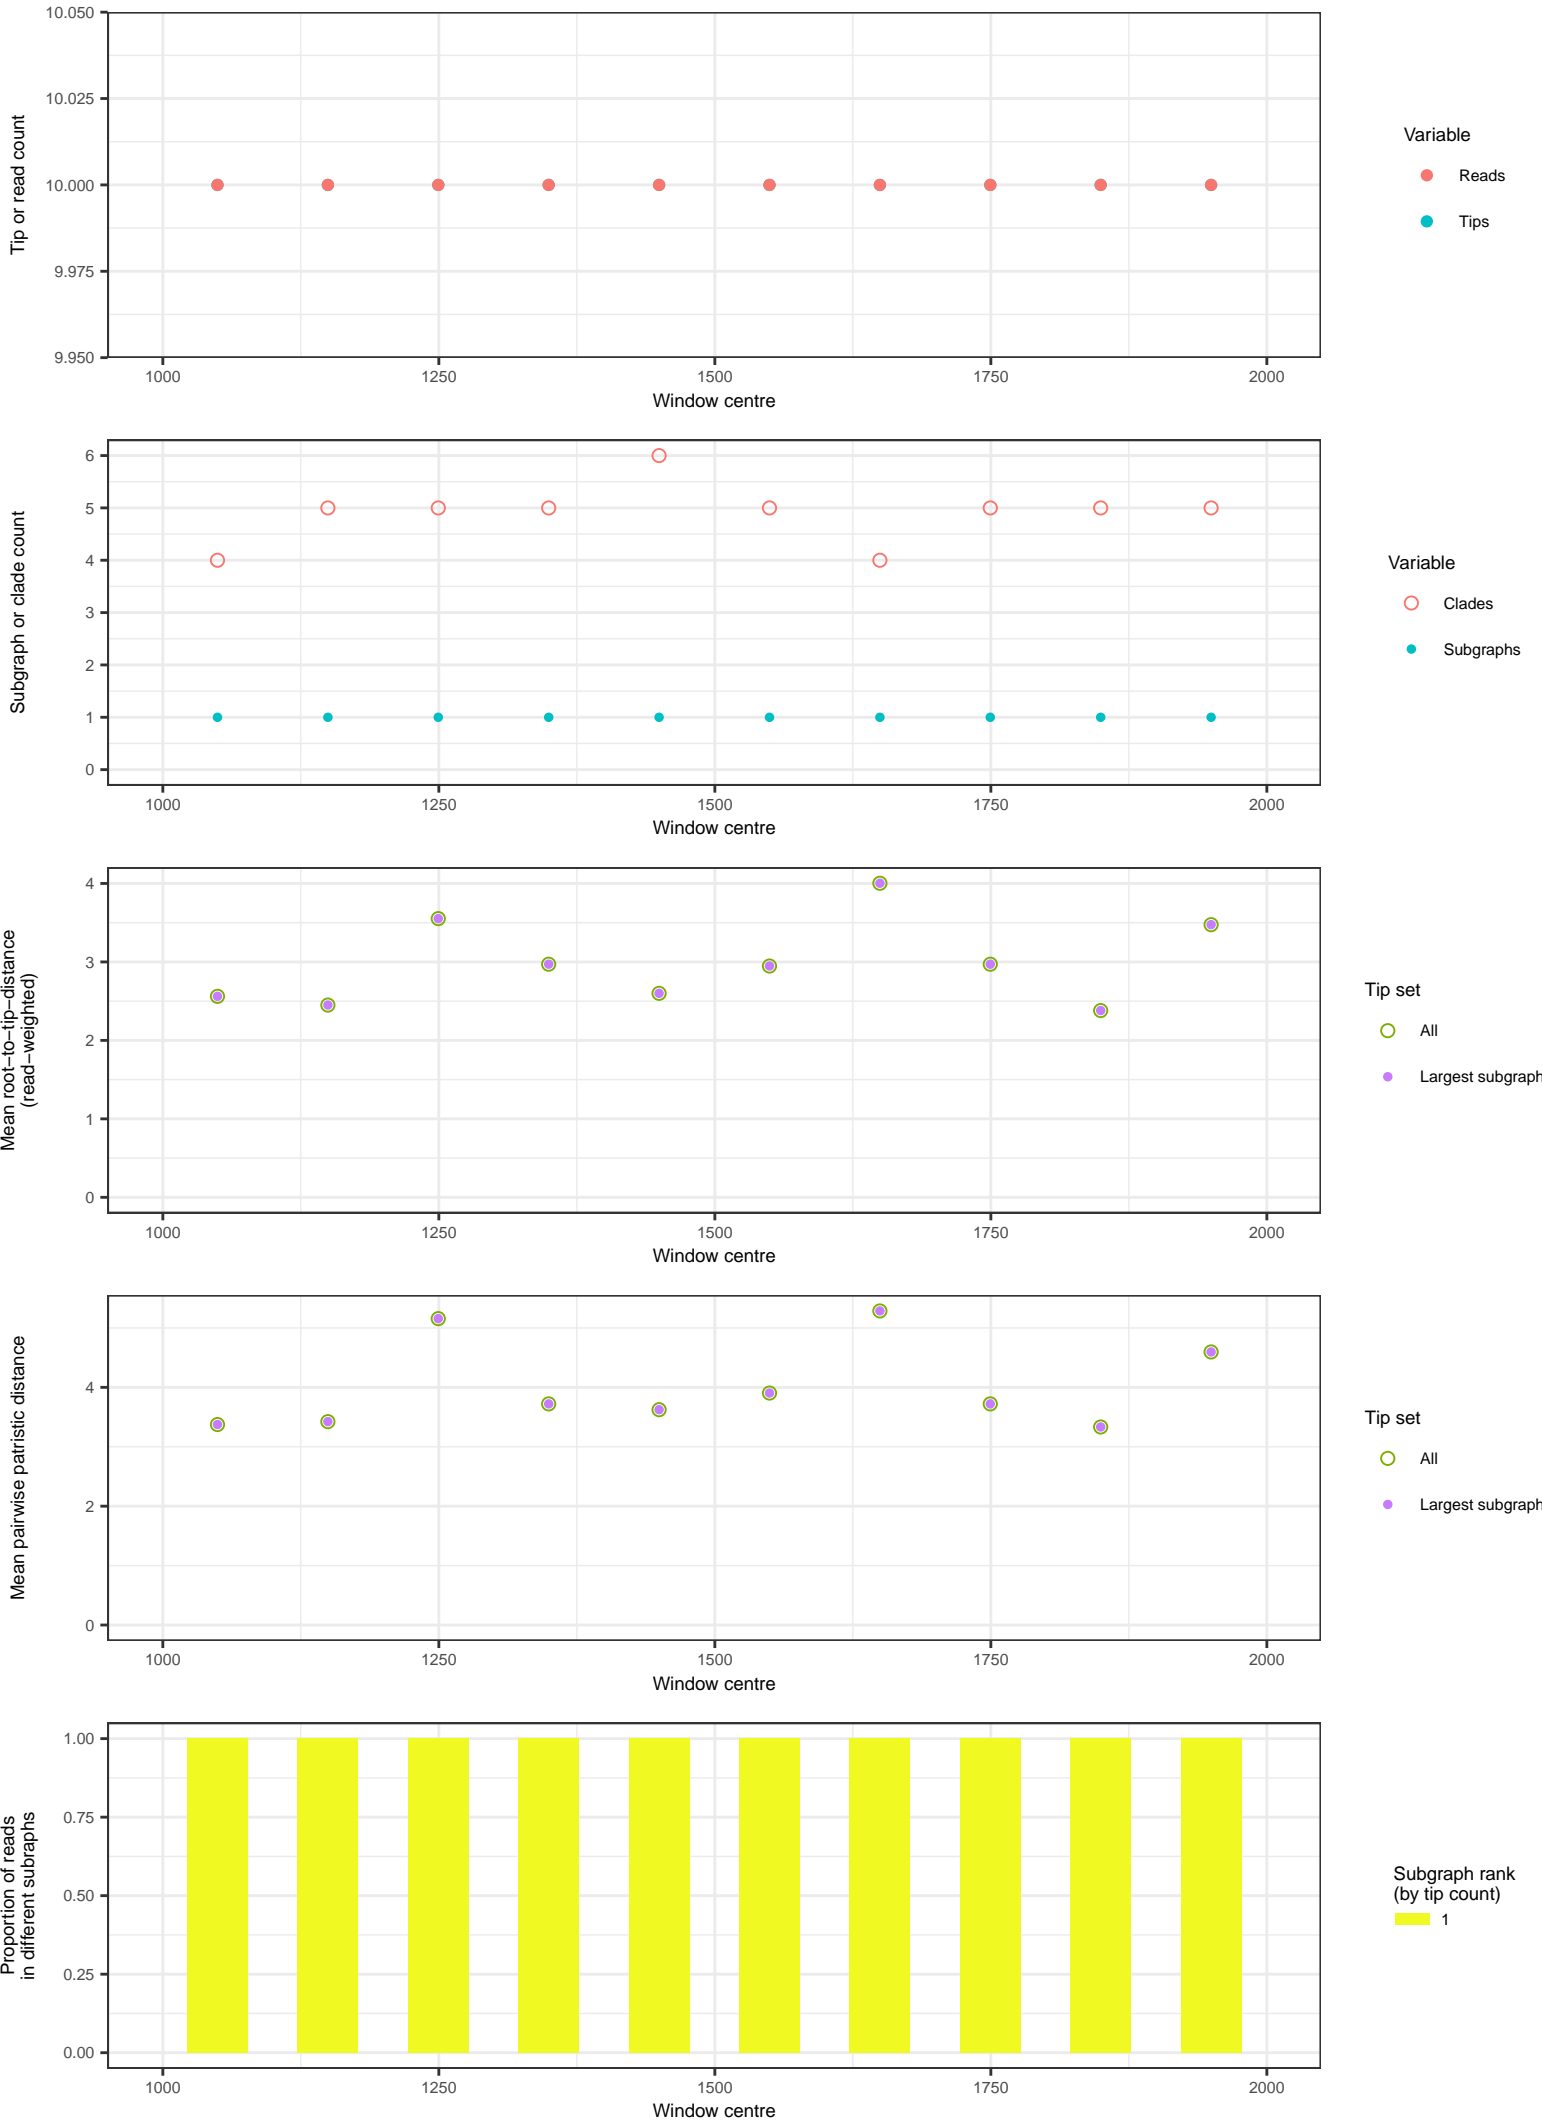 10.050
10.025
10.000
9.975
9.950
Tip or read count
1000 1250 1500 1750 2000
Window centre
Variable
Reads
Tips
6
5
4
3
2
1
0
Subgraph or clade count
1000 1250 1500 1750 2000
Window centre
Variable
Clades
Subgraphs
4
3
2
1
0
Mean root−to−tip−distance
(read−weighted)
1000 1250 1500 1750 2000
Window centre
Tip set
All
Largest subgraph
4
2
0
Mean pairwise patristic distance
1000 1250 1500 1750 2000
Window centre
Tip set
All
Largest subgraph
1.00
0.75
0.50
0.25
0.00
Proportion of reads
in different subraphs
1000 1250 1500 1750 2000
Window centre
Subgraph rank
(by tip count)
1